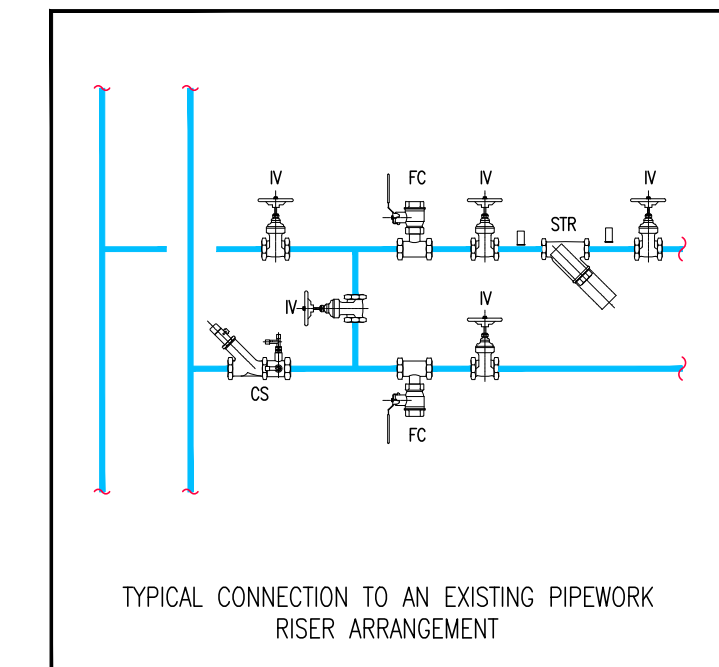 IV
FC
IV
STR
IV
IV
IV
CS
FC
TYPICAL CONNECTION TO AN EXISTING PIPEWORK
RISER ARRANGEMENT